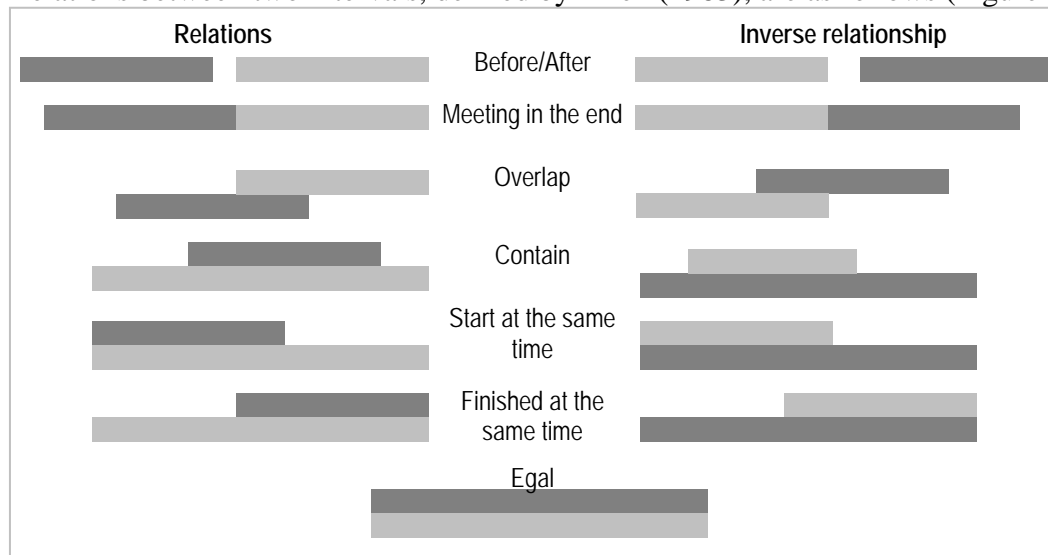 Relations Inverse relationship
Before/After
Meeting in the end
Overlap
Contain
Start at the same
time
Finished at the
same time
Egal